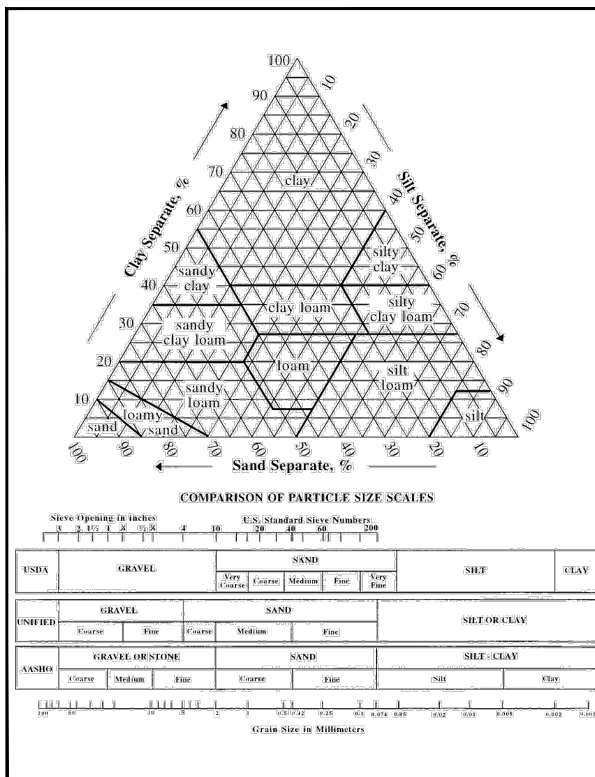 100
90
10
80
20
70
30
clay
60
40
50
50
silty
clay
60
sandy
clay
40
clay loam
silty
clay loam
70
30
sandy
clay loam
80
loam
20
silt
loam
90
sandy
loam
10
loamy
sand
sand
silt
100
100
90
80
70
60
50
40
30
20
10
Clay Separate, %
Silt Separate, %
Sand Separate, %
COMPARISON OF PARTICLE SIZE SCALES
Sieve Opening in inches
U.S. Standard Sieve Numbers
3 2 1½ 1 ¾ ½ ⅜ 4 10 20 40 60 200
USDA GRAVEL SAND SILT CLAY
Very Coarse Coarse Medium Fine Very Fine
UNIFIED GRAVEL SAND SILT OR CLAY
Coarse Fine Coarse Medium Fine
AASHO GRAVEL OR STONE SAND SILT - CLAY
Coarse Medium Fine Coarse Fine Silt Clay
100 50 10 5 2 1 0.5 0.42 0.25 0.1 0.074 0.05 0.02 0.01 0.005 0.002 0.001
Grain Size in Millimeters